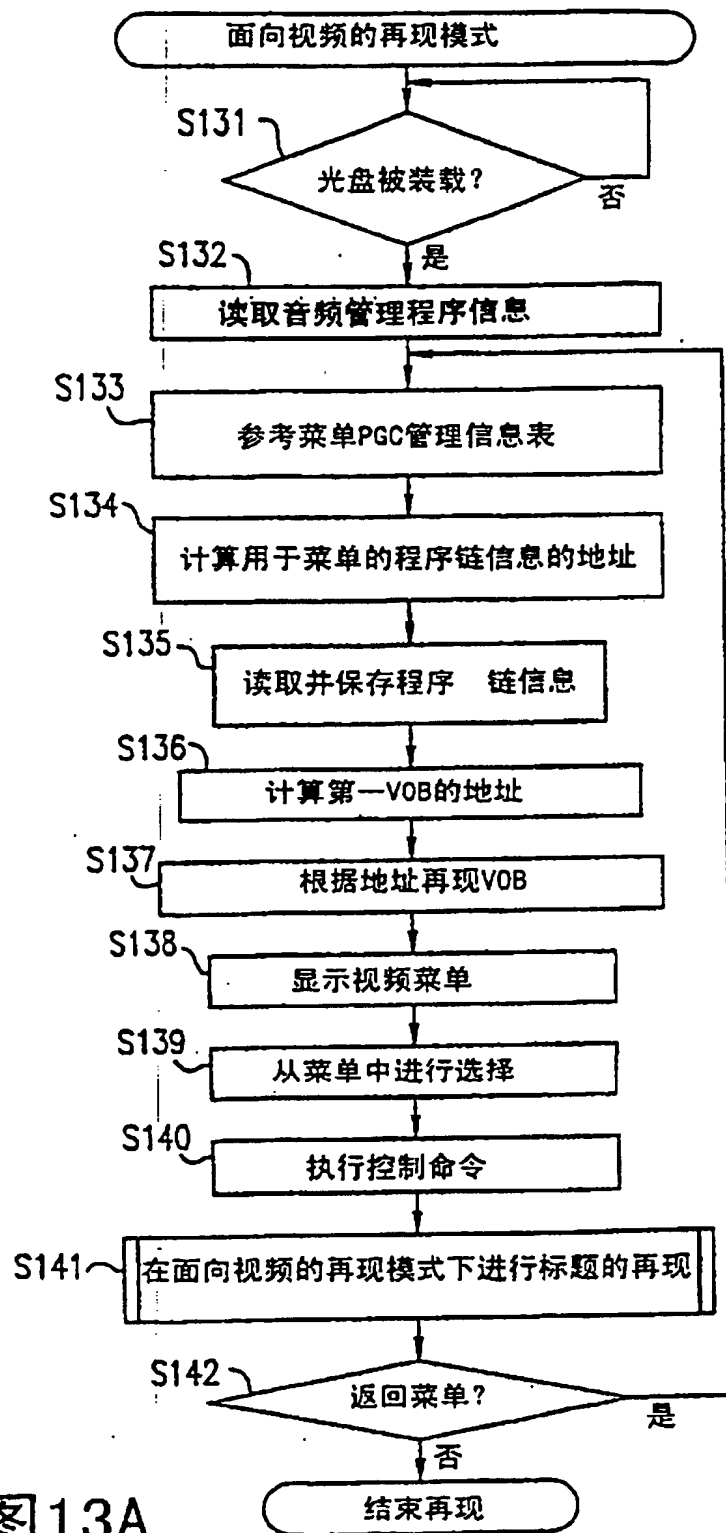 面向视频的再现模式
S131
光盘被装载?
否
是
S132
读取音频管理程序信息
S133
参考菜单PGC管理信息表
S134
计算用于菜单的程序链信息的地址
S135
读取并保存程序 链信息
S136
计算第一VOB的地址
S137
根据地址再现VOB
S138
显示视频菜单
S139
从菜单中进行选择
S140
执行控制命令
S141
在面向视频的再现模式下进行标题的再现
S142
返回菜单?
是
否
结束再现
图13A